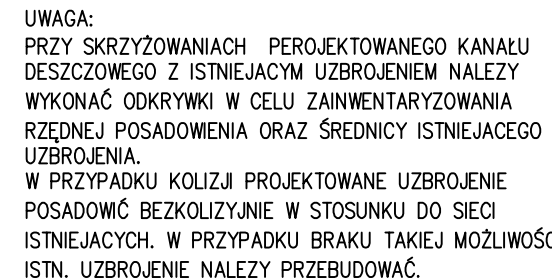 UWAGA:
PRZY SKRZYŻOWANIACH PEROJEKTOWANEGO KANAŁU
DESZCZOWEGO Z ISTNIEJACYM UZBROJENIEM NALEZY
WYKONAĆ ODKRYWKI W CELU ZAINWENTARYZOWANIA
RZĘDNEJ POSADOWIENIA ORAZ ŚREDNICY ISTNIEJACEGO
UZBROJENIA.
W PRZYPADKU KOLIZJI PROJEKTOWANE UZBROJENIE
POSADOWIĆ BEZKOLIZYJNIE W STOSUNKU DO SIECI
ISTNIEJACYCH. W PRZYPADKU BRAKU TAKIEJ MOŻLIWOŚC
ISTN. UZBROJENIE NALEZY PRZEBUDOWAĆ.